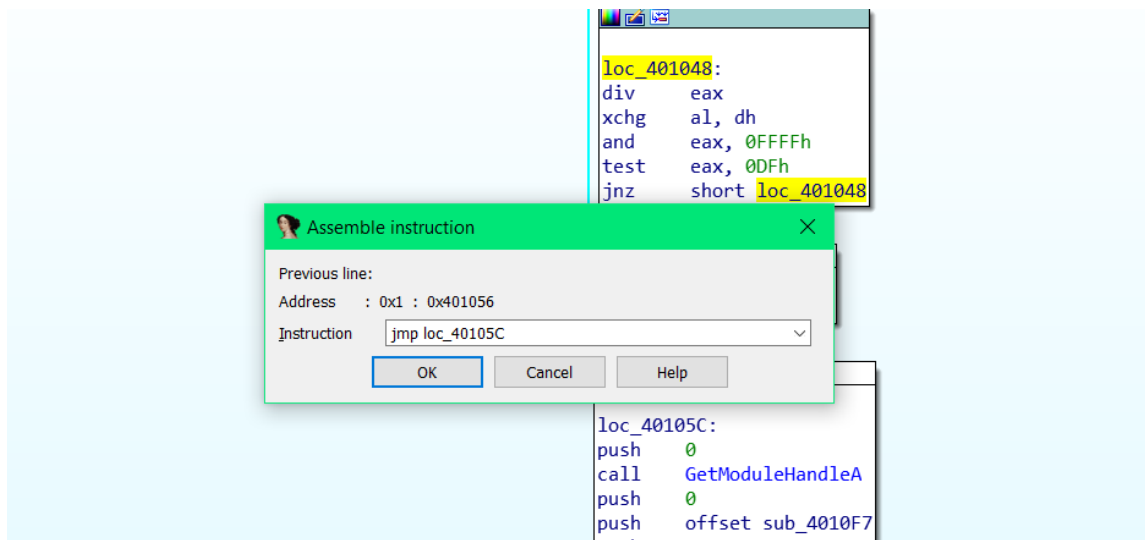 loc_401048:
div eax
xchg al, dh
and eax, 0FFFFh
test eax, 0DFh
jnz short loc_401048
Assemble instruction
Previous line:
Address : 0x1 : 0x401056
Instruction jmp loc_40105C
OK Cancel Help
loc_40105C:
push 0
call GetModuleHandleA
push 0
push offset sub_4010F7